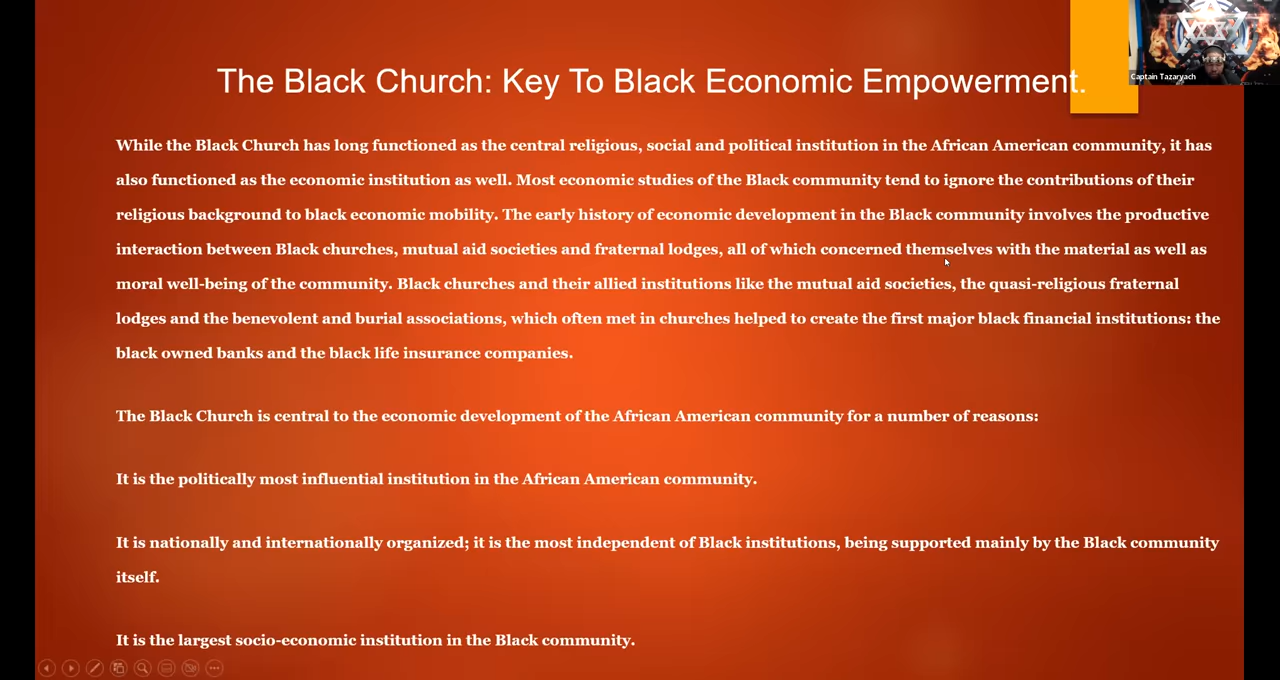 Captain Tazaryach
The Black Church: Key To Black Economic Empowerment.
While the Black Church has long functioned as the central religious, social and political institution in the African American community, it has
also functioned as the economic institution as well. Most economic studies of the Black community tend to ignore the contributions of their
religious background to black economic mobility. The early history of economic development in the Black community involves the productive
interaction between Black churches, mutual aid societies and fraternal lodges, all of which concerned themselves with the material as well as
moral well-being of the community. Black churches and their allied institutions like the mutual aid societies, the quasi-religious fraternal
lodges and the benevolent and burial associations, which often met in churches helped to create the first major black financial institutions: the
black owned banks and the black life insurance companies.
The Black Church is central to the economic development of the African American community for a number of reasons:
It is the politically most influential institution in the African American community.
It is nationally and internationally organized; it is the most independent of Black institutions, being supported mainly by the Black community
itself.
It is the largest socio-economic institution in the Black community.